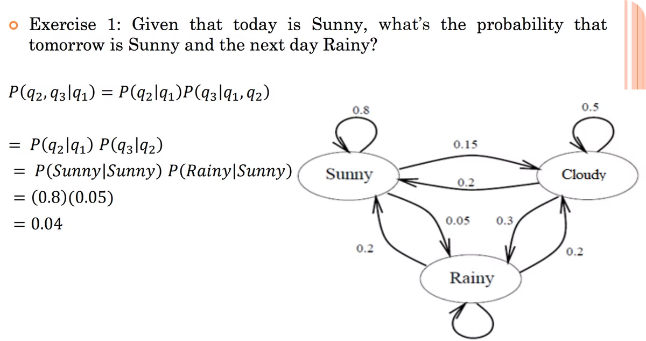 Exercise 1: Given that today is Sunny, what's the probability that
tomorrow is Sunny and the next day Rainy?
P(q₂, q₃|q₁) = P(q₂|q₁)P(q₃|q₁, q₂)
= P(q₂|q₁) P(q₃|q₂)
= P(Sunny|Sunny) P(Rainy|Sunny)
= (0.8)(0.05)
= 0.04
0.8
0.5
0.15
Sunny
Cloudy
0.2
0.05
0.3
0.2
0.2
Rainy